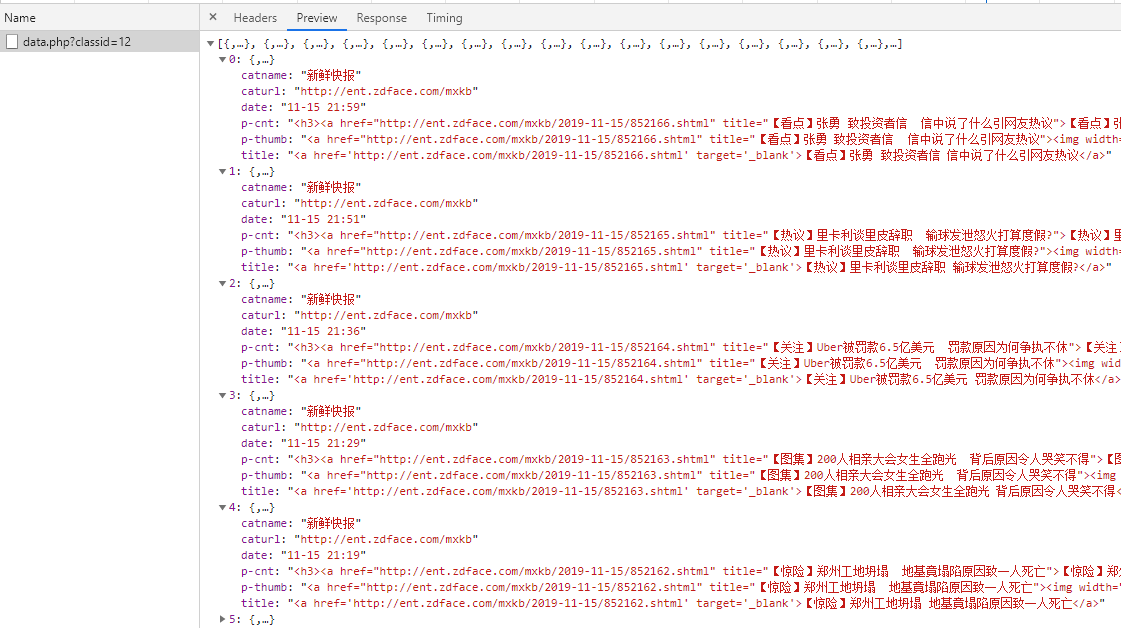 Name
× Headers Preview Response Timing
data.php?classid=12
▼[{,…}, {,…}, {,…}, {,…}, {,…}, {,…}, {,…}, {,…}, {,…}, {,…}, {,…}, {,…}, {,…}, {,…}, {,…}, {,…}, {,…},…]
▼0: {,…}
catname: "新鲜快报"
caturl: "http://ent.zdface.com/mxkb"
date: "11-15 21:59"
p-cnt: "<h3><a href="http://ent.zdface.com/mxkb/2019-11-15/852166.shtml" title="【看点】张勇 致投资者信　信中说了什么引网友热议">【看点】张
p-thumb: "<a href="http://ent.zdface.com/mxkb/2019-11-15/852166.shtml" title="【看点】张勇 致投资者信　信中说了什么引网友热议"><img width=
title: "<a href='http://ent.zdface.com/mxkb/2019-11-15/852166.shtml' target='_blank'>【看点】张勇 致投资者信 信中说了什么引网友热议</a>"
▼1: {,…}
catname: "新鲜快报"
caturl: "http://ent.zdface.com/mxkb"
date: "11-15 21:51"
p-cnt: "<h3><a href="http://ent.zdface.com/mxkb/2019-11-15/852165.shtml" title="【热议】里卡利谈里皮辞职　输球发泄怒火打算度假?">【热议】里
p-thumb: "<a href="http://ent.zdface.com/mxkb/2019-11-15/852165.shtml" title="【热议】里卡利谈里皮辞职　输球发泄怒火打算度假?"><img width=
title: "<a href='http://ent.zdface.com/mxkb/2019-11-15/852165.shtml' target='_blank'>【热议】里卡利谈里皮辞职 输球发泄怒火打算度假?</a>"
▼2: {,…}
catname: "新鲜快报"
caturl: "http://ent.zdface.com/mxkb"
date: "11-15 21:36"
p-cnt: "<h3><a href="http://ent.zdface.com/mxkb/2019-11-15/852164.shtml" title="【关注】Uber被罚款6.5亿美元　罚款原因为何争执不休">【关注】
p-thumb: "<a href="http://ent.zdface.com/mxkb/2019-11-15/852164.shtml" title="【关注】Uber被罚款6.5亿美元　罚款原因为何争执不休"><img wid
title: "<a href='http://ent.zdface.com/mxkb/2019-11-15/852164.shtml' target='_blank'>【关注】Uber被罚款6.5亿美元 罚款原因为何争执不休</a>
▼3: {,…}
catname: "新鲜快报"
caturl: "http://ent.zdface.com/mxkb"
date: "11-15 21:29"
p-cnt: "<h3><a href="http://ent.zdface.com/mxkb/2019-11-15/852163.shtml" title="【图集】200人相亲大会女生全跑光　背后原因令人哭笑不得">【图
p-thumb: "<a href="http://ent.zdface.com/mxkb/2019-11-15/852163.shtml" title="【图集】200人相亲大会女生全跑光　背后原因令人哭笑不得"><img
title: "<a href='http://ent.zdface.com/mxkb/2019-11-15/852163.shtml' target='_blank'>【图集】200人相亲大会女生全跑光 背后原因令人哭笑不得<
▼4: {,…}
catname: "新鲜快报"
caturl: "http://ent.zdface.com/mxkb"
date: "11-15 21:19"
p-cnt: "<h3><a href="http://ent.zdface.com/mxkb/2019-11-15/852162.shtml" title="【惊险】郑州工地坍塌　地基竟塌陷原因致一人死亡">【惊险】郑
p-thumb: "<a href="http://ent.zdface.com/mxkb/2019-11-15/852162.shtml" title="【惊险】郑州工地坍塌　地基竟塌陷原因致一人死亡"><img width="
title: "<a href='http://ent.zdface.com/mxkb/2019-11-15/852162.shtml' target='_blank'>【惊险】郑州工地坍塌 地基竟塌陷原因致一人死亡</a>"
▶5: {,…}